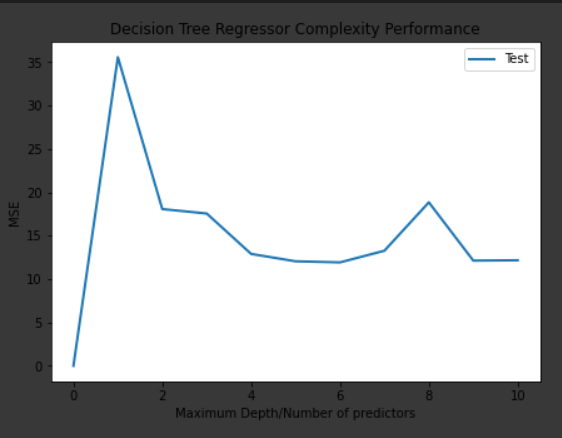 Decision Tree Regressor Complexity Performance
Test
MSE
35
30
25
20
15
10
5
0
0 2 4 6 8 10
Maximum Depth/Number of predictors